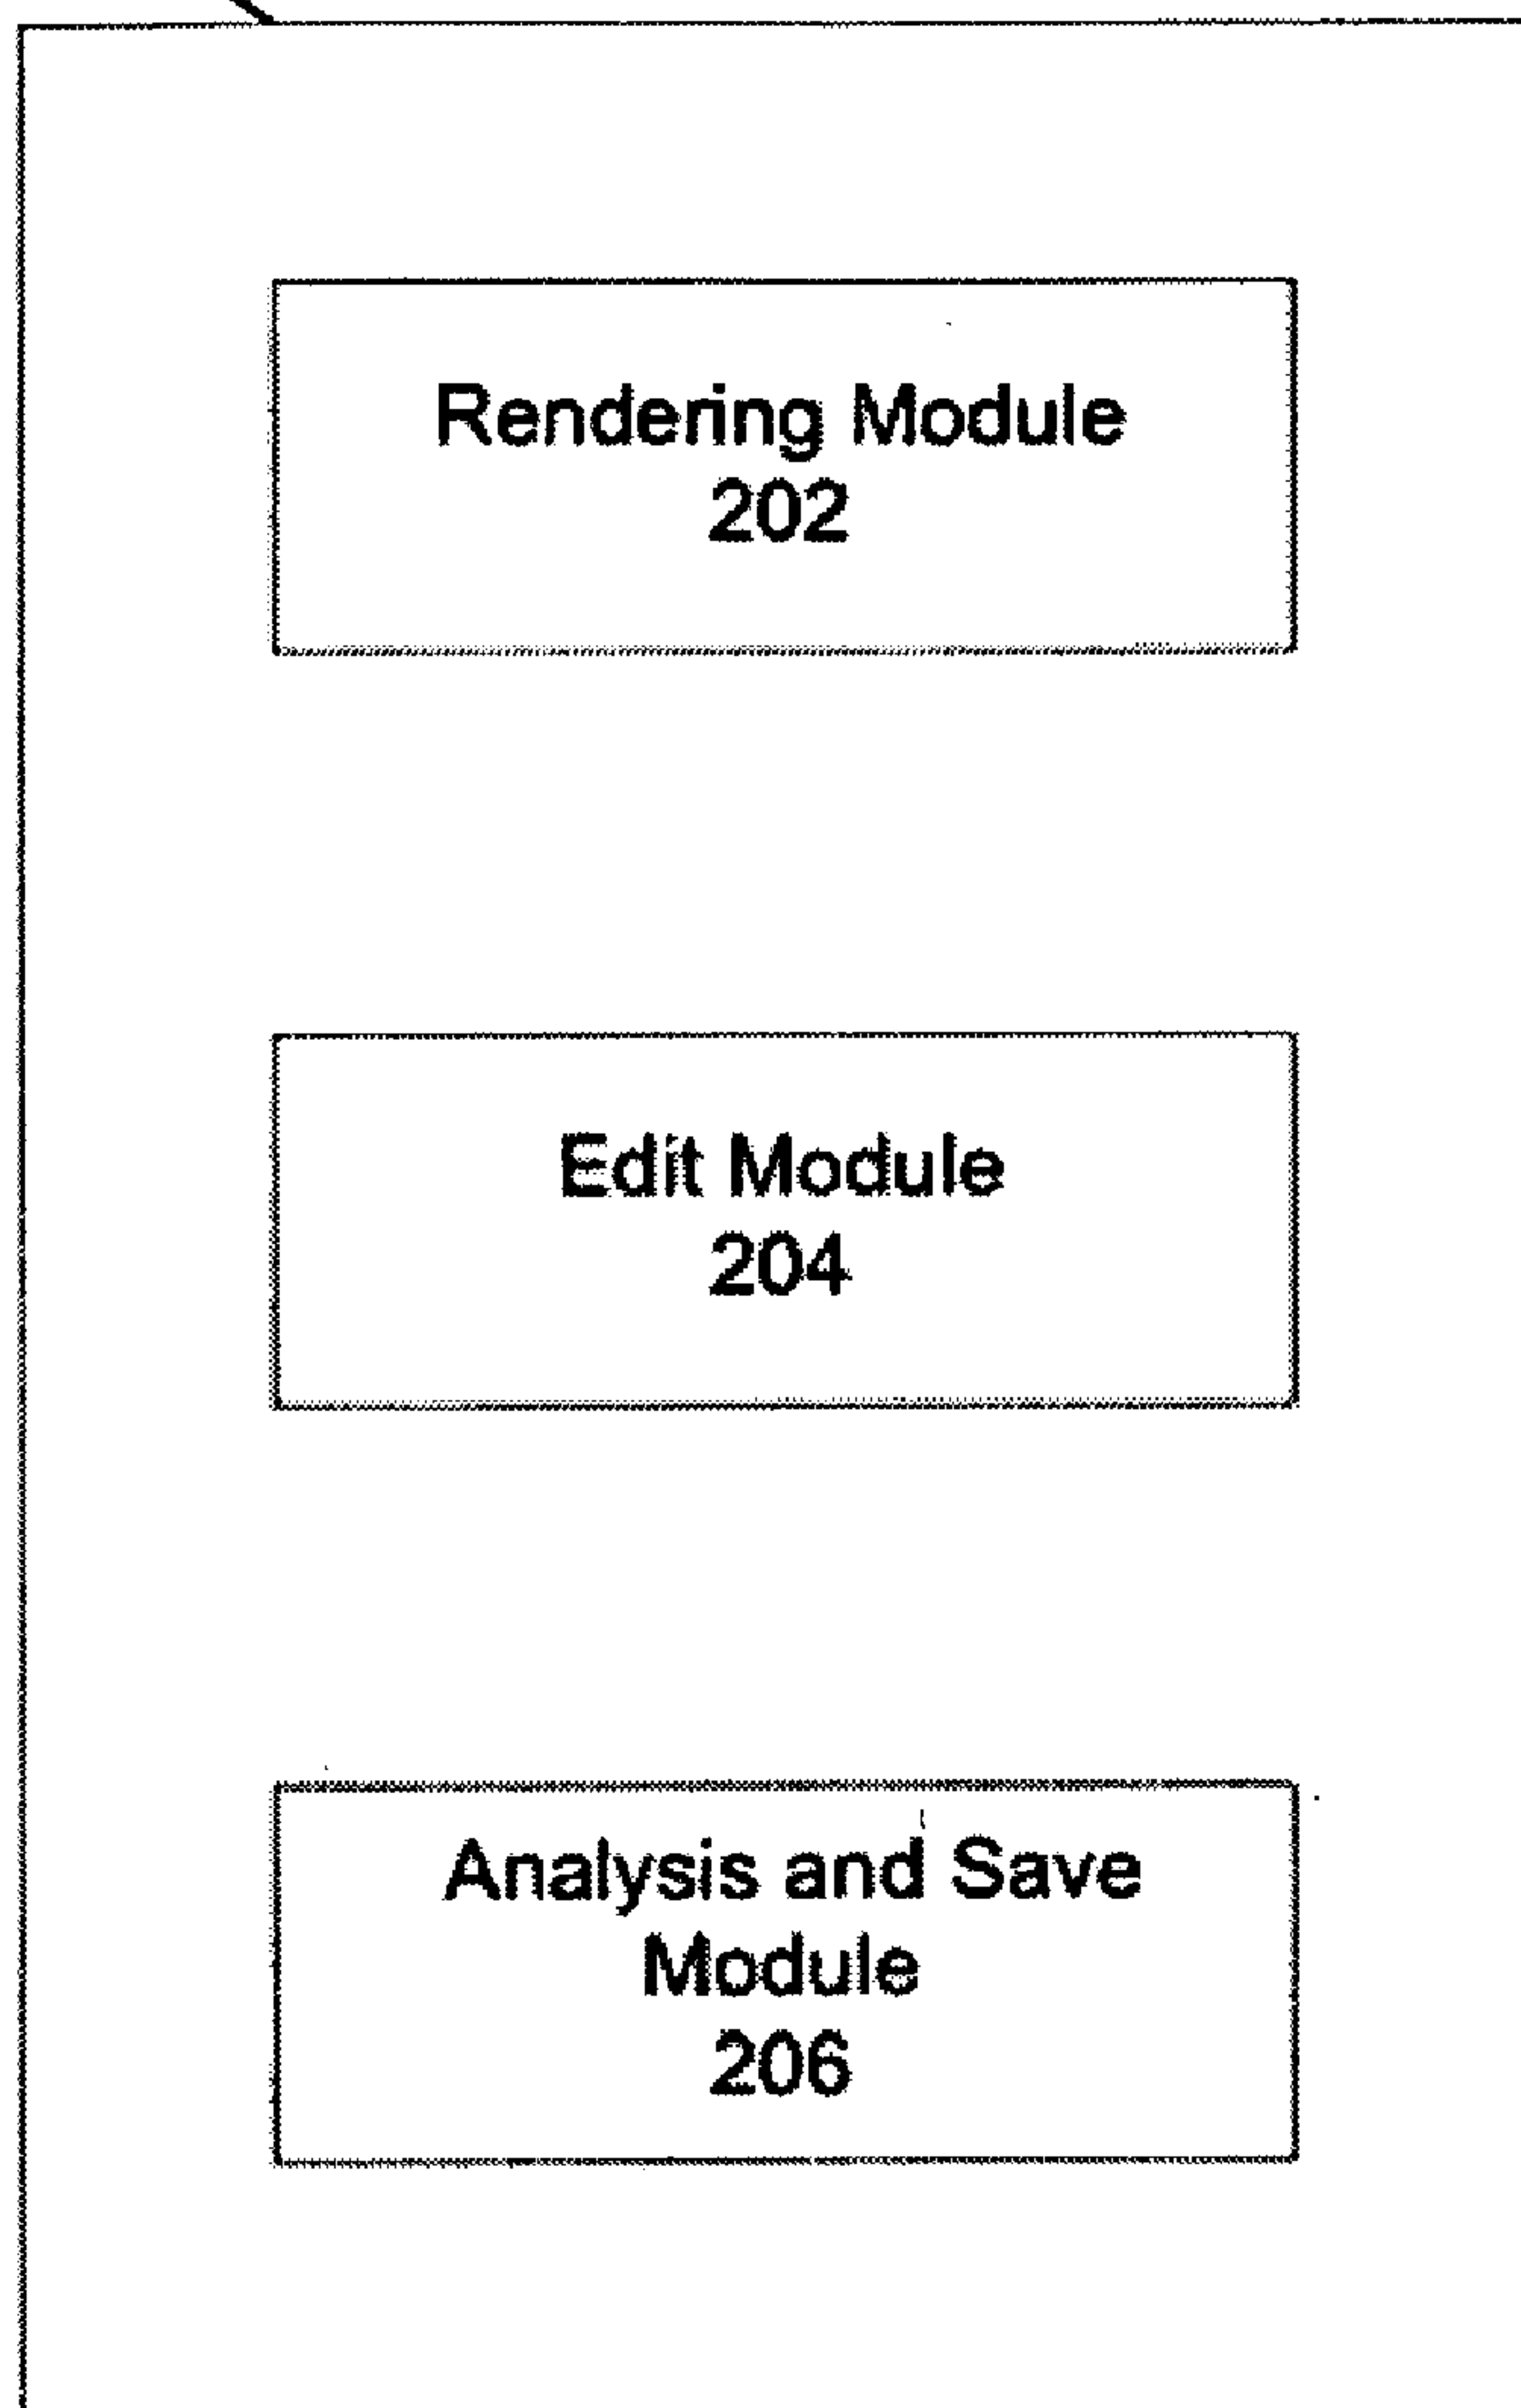 Rendering Module
202
Edit Module
204
Analysis and Save
Module
206